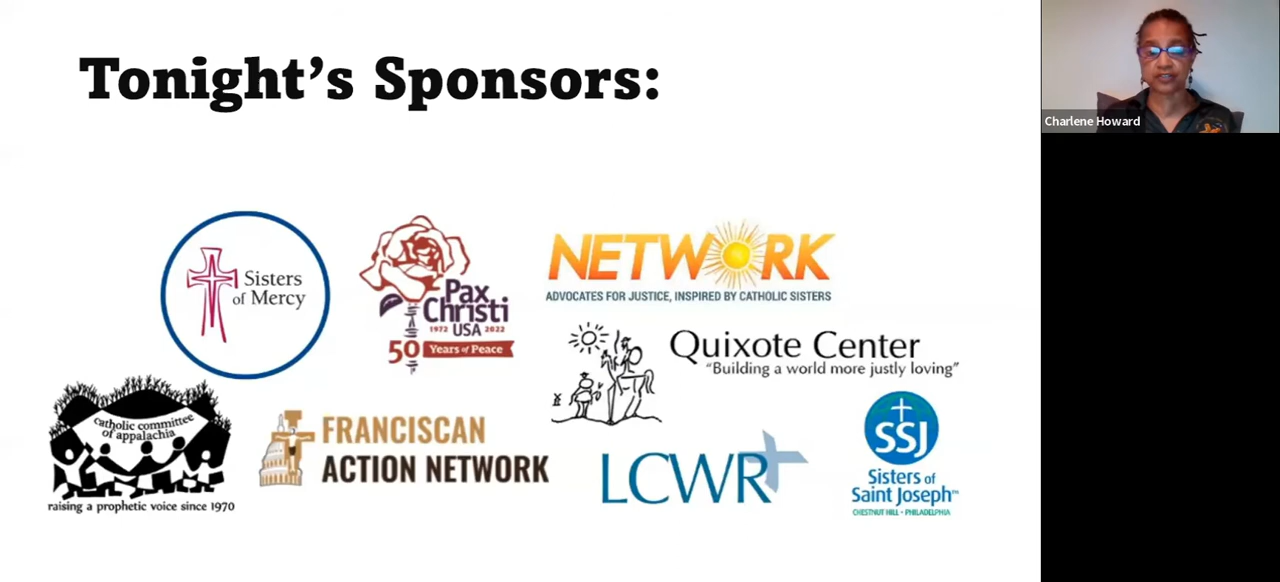 Tonight's Sponsors:
Charlene Howard
Sisters
of Mercy
Pax
Christi
1972 USA 2022
50 Years of Peace
NETWORK
ADVOCATES FOR JUSTICE, INSPIRED BY CATHOLIC SISTERS
Quixote Center
"Building a world more justly loving"
catholic committee
of appalachia
raising a prophetic voice since 1970
FRANCISCAN
ACTION NETWORK
LCWR
SSJ
Sisters of
Saint Joseph™
CHESTNUT HILL • PHILADELPHIA